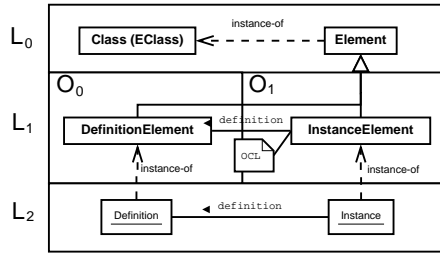 L0
Class (EClass)
instance-of
Element
O0
O1
L1
DefinitionElement
definition
InstanceElement
OCL
instance-of
instance-of
L2
Definition
definition
Instance